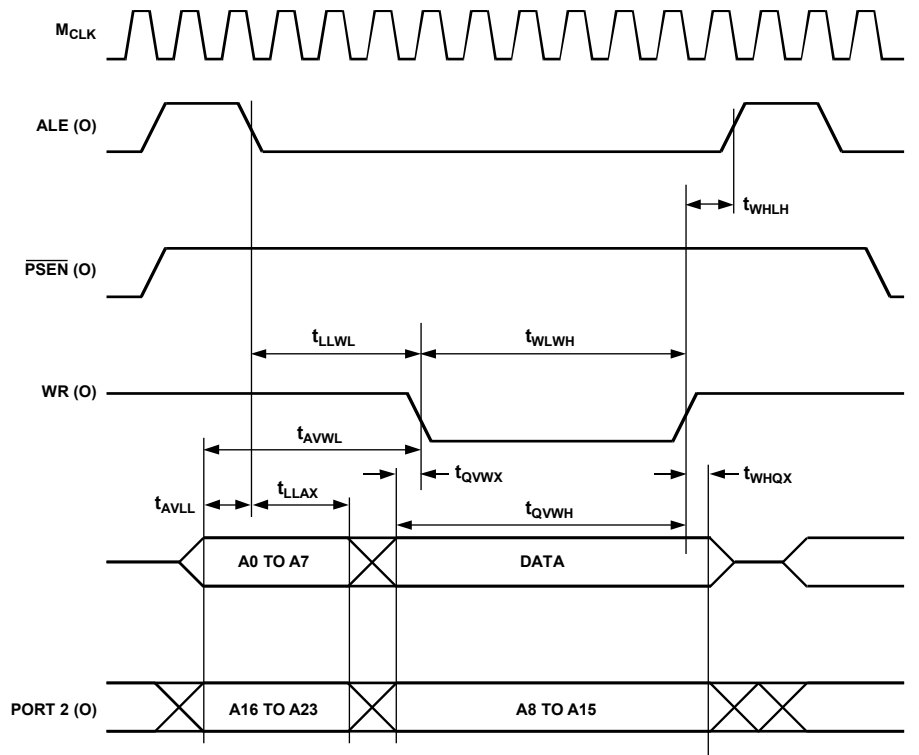 MCLK
ALE (O)
tWHLH
PSEN (O)
tLLWL
tWLWH
WR (O)
tAVWL
tQVWX
tWHQX
tAVLL
tLLAX
tQVWH
A0 TO A7
DATA
PORT 2 (O)
A16 TO A23
A8 TO A15